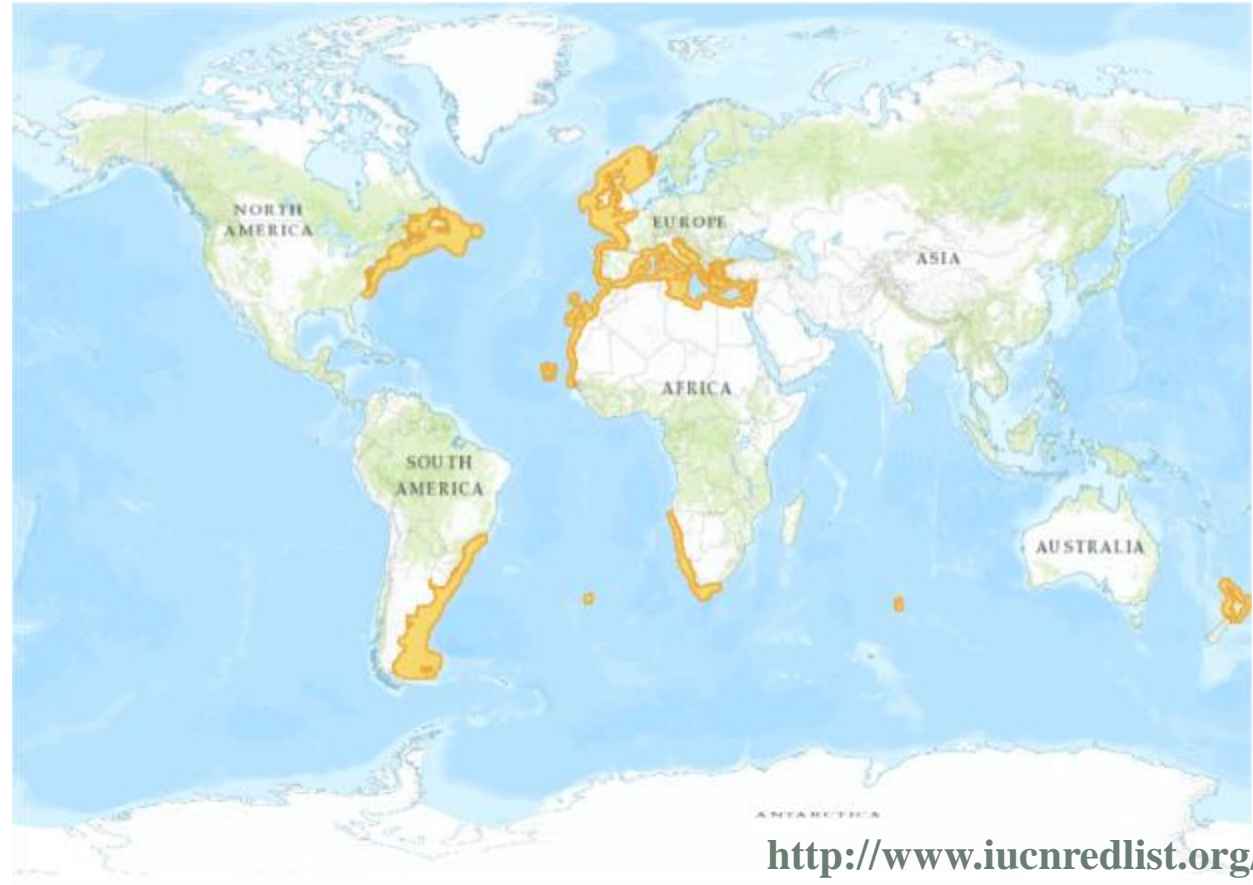 NORTH
AMERICA
EUROPE
ASIA
AFRICA
SOUTH
AMERICA
AUSTRALIA
ANTARCTICA
http://www.iucnredlist.org/